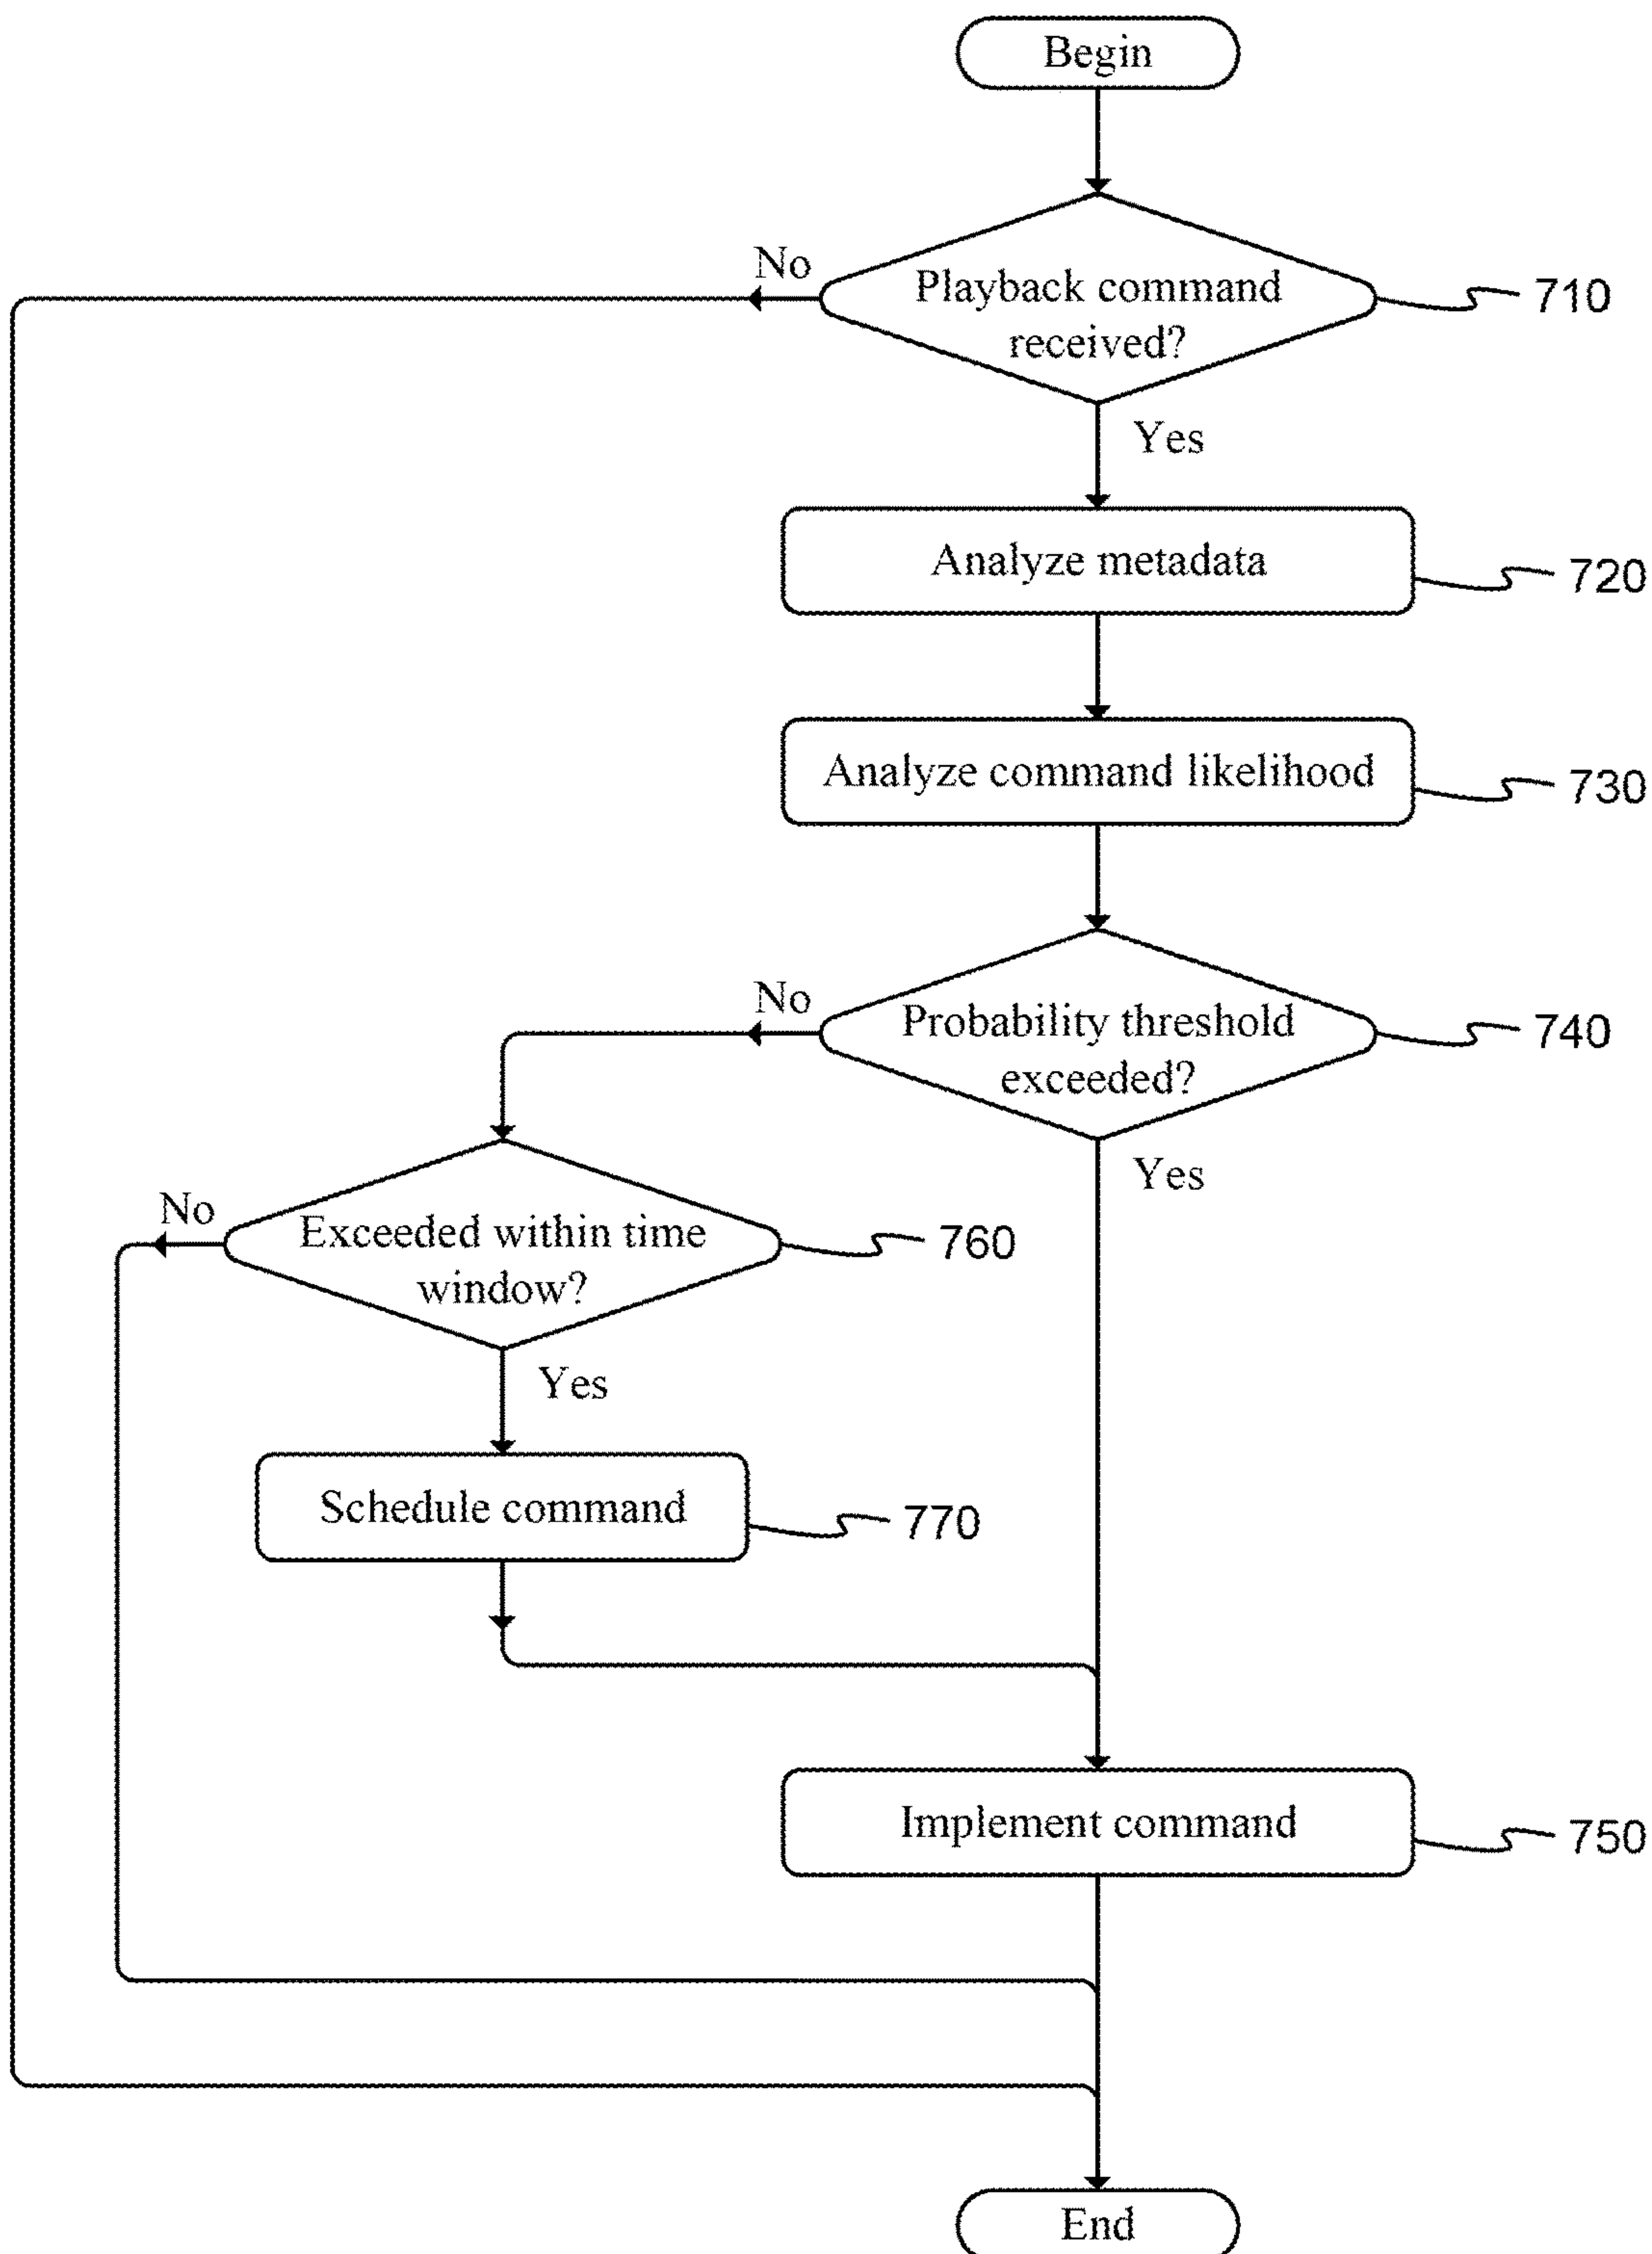 Begin
No
Playback command
received?
710
Yes
Analyze metadata
720
Analyze command likelihood
730
No
Probability threshold
exceeded?
740
Yes
No
Exceeded within time
window?
760
Yes
Schedule command
770
Implement command
750
End